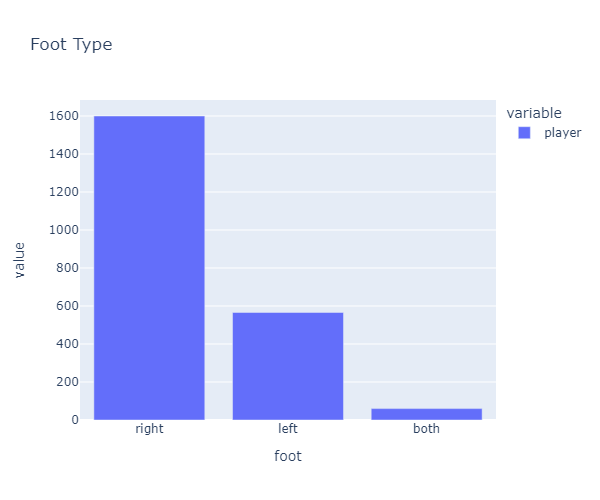 Foot Type
variable
player
value
1600
1400
1200
1000
800
600
400
200
0
right
left
both
foot